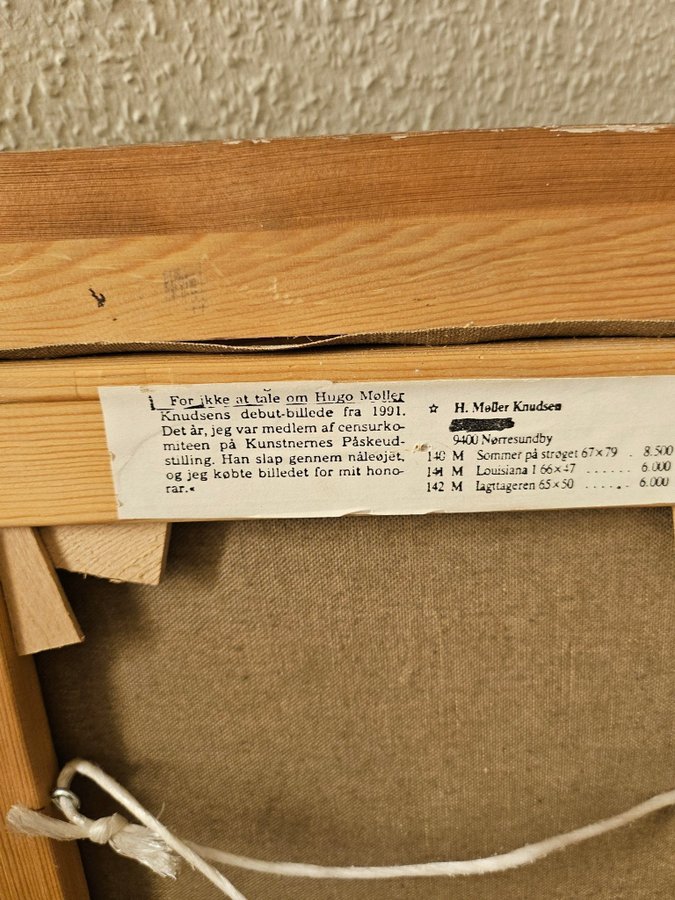 For ikke at tale om Hugo Møller
Knudsens debut-billede fra 1991.
Det år, jeg var medlem af censurko-
miteen på Kunstnernes Påskeud-
stilling. Han slap gennem nåleøjet,
og jeg købte billedet for mit hono-
rar.«
☆ H. Møller Knudsen
9400 Nørresundby
140 M Sommer på strøget 67×79 . 8.500
141 M Louisiana 1 66×47 ...... 6.000
142 M Iagttageren 65×50 ...... 6.000